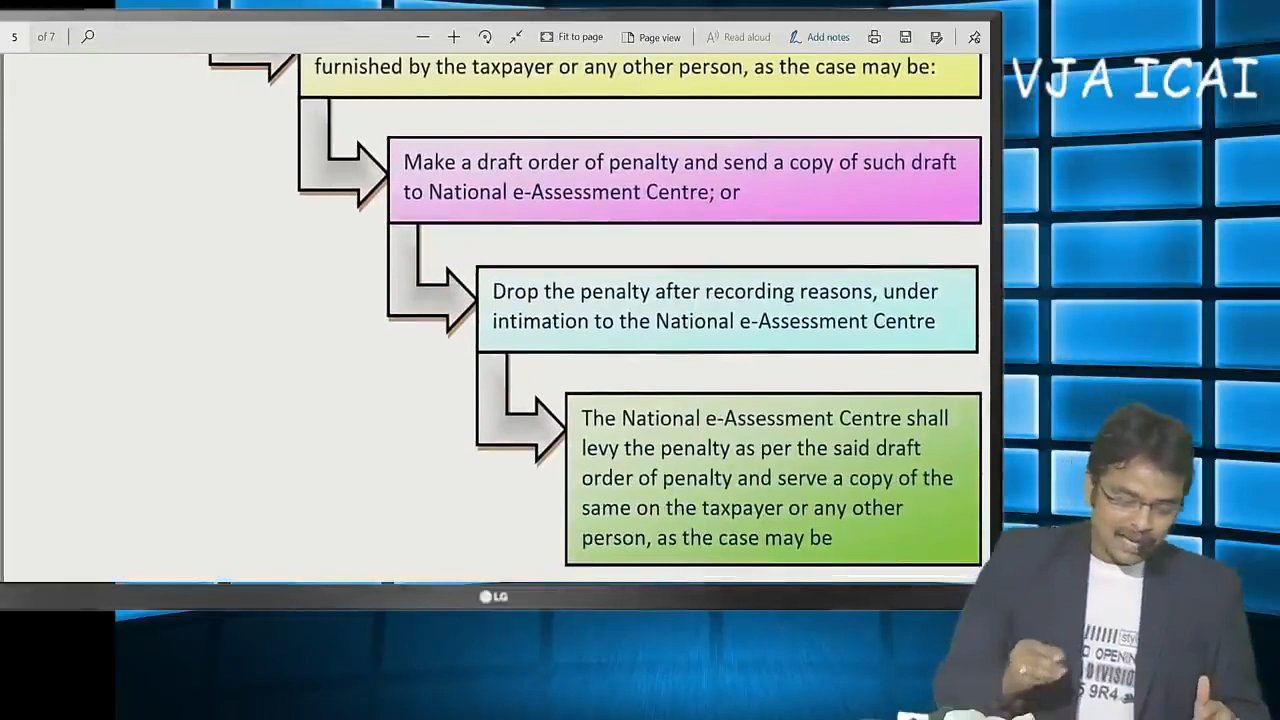 5 of 7 Fit to page Page view Read aloud Add notes
VJA ICAI
furnished by the taxpayer or any other person, as the case may be:
Make a draft order of penalty and send a copy of such draft
to National e-Assessment Centre; or
Drop the penalty after recording reasons, under
intimation to the National e-Assessment Centre
The National e-Assessment Centre shall
levy the penalty as per the said draft
order of penalty and serve a copy of the
same on the taxpayer or any other
person, as the case may be
LG
OPENING
DIVISION
9R4